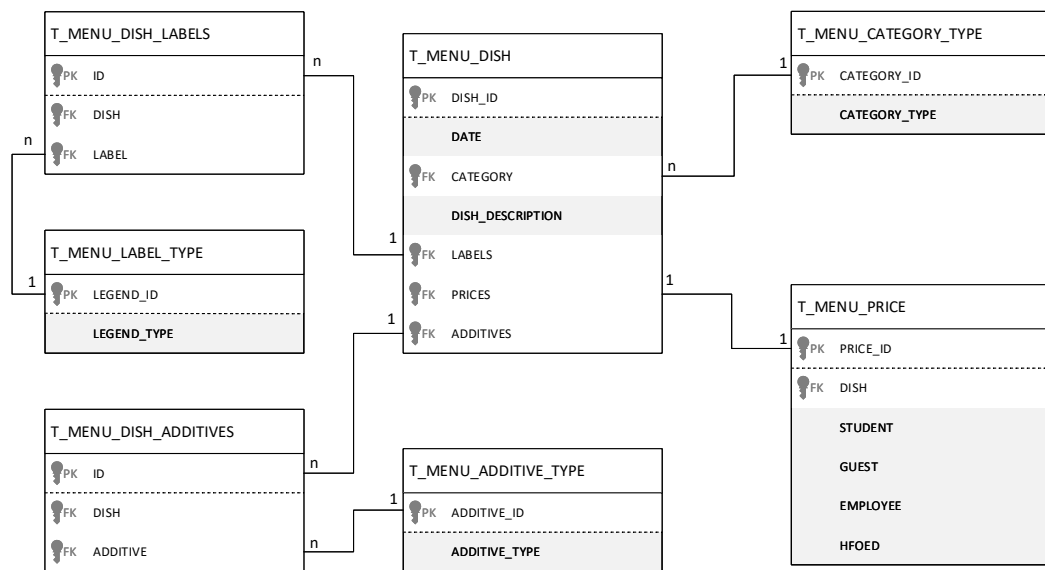 T_MENU_DISH_LABELS
PK ID
FK DISH
FK LABEL
T_MENU_LABEL_TYPE
PK LEGEND_ID
LEGEND_TYPE
T_MENU_DISH_ADDITIVES
PK ID
FK DISH
FK ADDITIVE
T_MENU_DISH
PK DISH_ID
DATE
FK CATEGORY
DISH_DESCRIPTION
FK LABELS
FK PRICES
FK ADDITIVES
T_MENU_ADDITIVE_TYPE
PK ADDITIVE_ID
ADDITIVE_TYPE
T_MENU_CATEGORY_TYPE
PK CATEGORY_ID
CATEGORY_TYPE
T_MENU_PRICE
PK PRICE_ID
FK DISH
STUDENT
GUEST
EMPLOYEE
HFOED
n
1
n
1
n
1
n
1
n
1
1
1